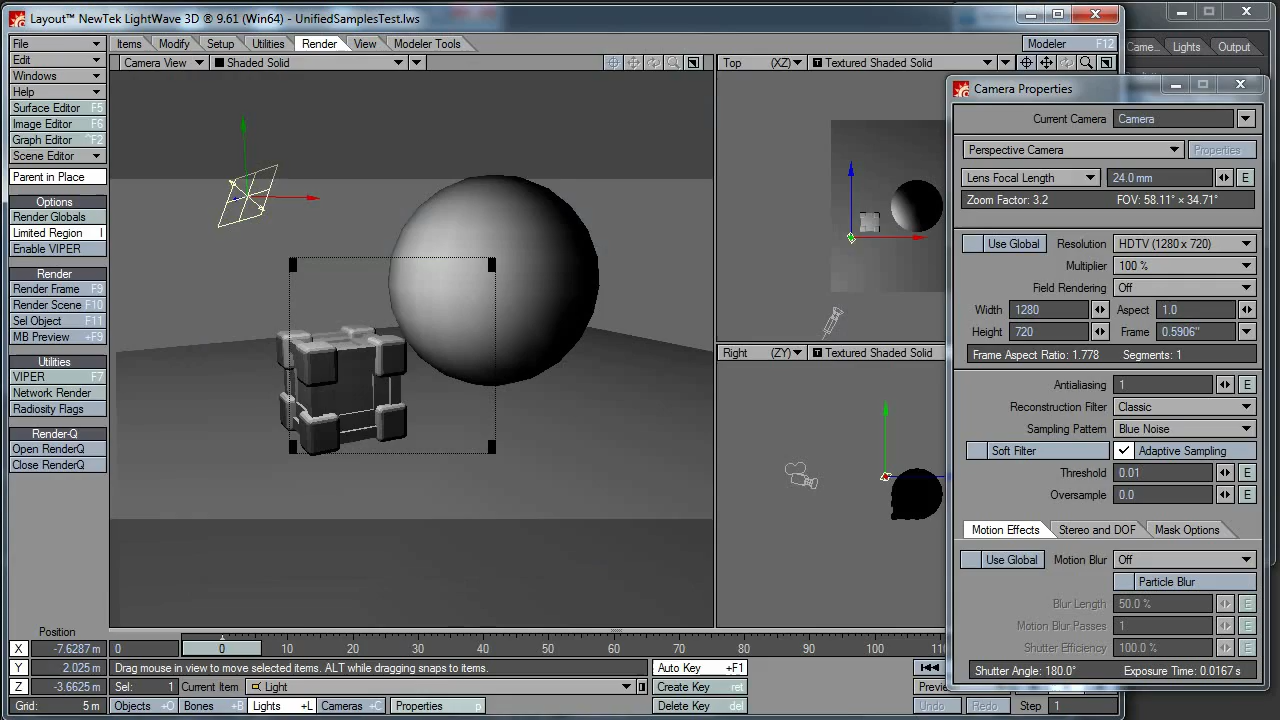 Layout™ NewTek LightWave 3D ® 9.61 (Win64) - UnifiedSamplesTest.lws
File
Edit
Windows
Help
Surface Editor F5
Image Editor F6
Graph Editor ^F2
Scene Editor
Parent in Place
Options
Render Globals
Limited Region l
Enable VIPER
Render
Render Frame F9
Render Scene F10
Sel Object F11
MB Preview +F9
Utilities
VIPER F7
Network Render
Radiosity Flags
Render-Q
Open RenderQ
Close RenderQ
Items Modify Setup Utilities Render View Modeler Tools Modeler F12
Camera View Shaded Solid
Top (XZ) Textured Shaded Solid
Right (ZY) Textured Shaded Solid
Came... Lights Output
Camera Properties
Current Camera Camera
Perspective Camera Properties
Lens Focal Length 24.0 mm E
Zoom Factor: 3.2 FOV: 58.11° × 34.71°
Use Global Resolution HDTV (1280 x 720)
Multiplier 100 %
Field Rendering Off
Width 1280 Aspect 1.0
Height 720 Frame 0.5906"
Frame Aspect Ratio: 1.778 Segments: 1
Antialiasing 1 E
Reconstruction Filter Classic
Sampling Pattern Blue Noise
Soft Filter Adaptive Sampling
Threshold 0.01 E
Oversample 0.0 E
Motion Effects Stereo and DOF Mask Options
Use Global Motion Blur Off
Particle Blur
Blur Length 50.0 % E
Motion Blur Passes 1 E
Shutter Efficiency 100.0 % E
Shutter Angle: 180.0° Exposure Time: 0.0167 s
Position
X -7.6287 m 0 0 10 20 30 40 50 60 70 80 90 100
Y 2.025 m Drag mouse in view to move selected items. ALT while dragging snaps to items. Auto Key +F1
Z -3.6625 m Sel: 1 Current Item Light Create Key ret
Grid: 5 m Objects +O Bones +B Lights +L Cameras +C Properties p Delete Key del
Undo Redo Step 1